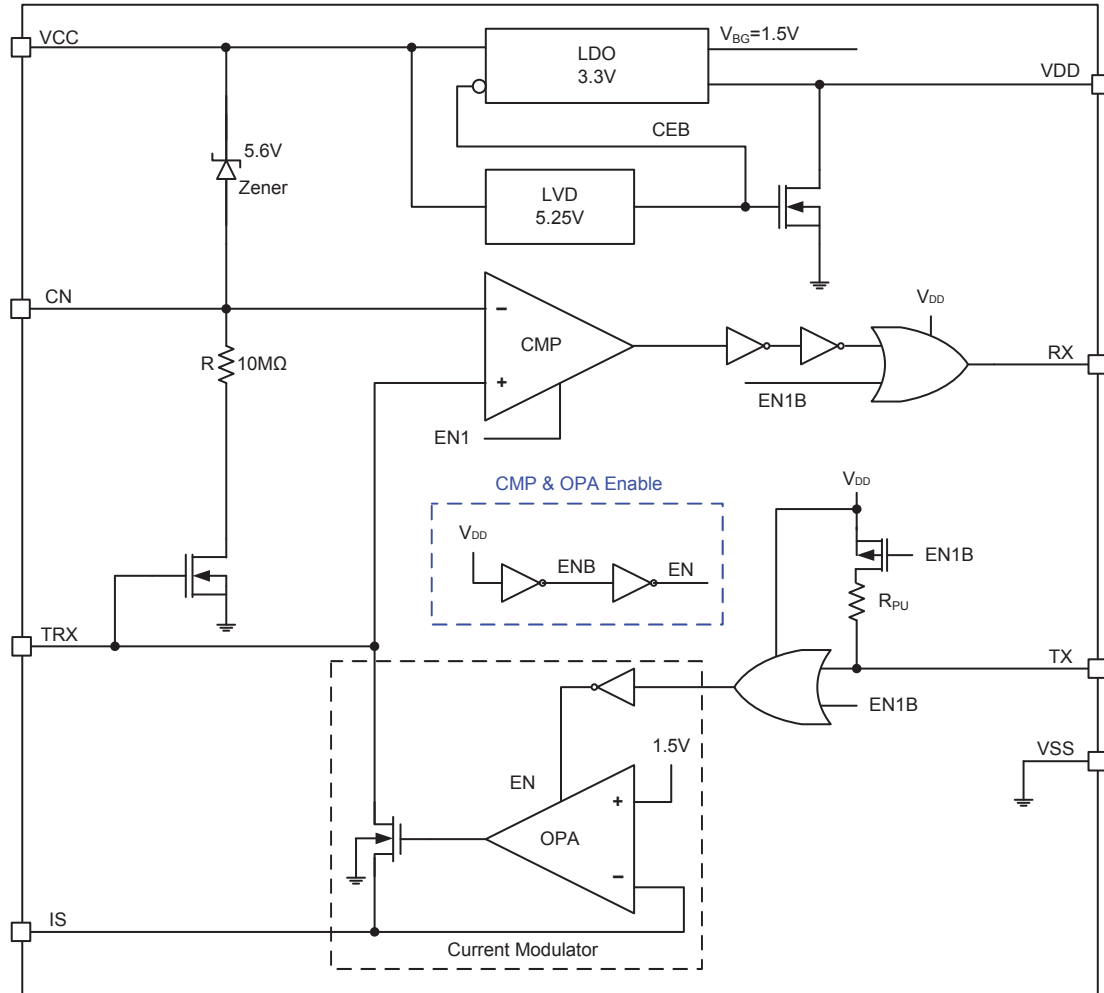 VCC
LDO
3.3V
VBG=1.5V
VDD
CEB
5.6V
Zener
LVD
5.25V
CN
R
10MΩ
–
CMP
+
EN1
EN1B
VDD
RX
CMP & OPA Enable
VDD
ENB
EN
VDD
EN1B
RPU
TRX
TX
EN1B
1.5V
EN
+
OPA
–
VSS
IS
Current Modulator